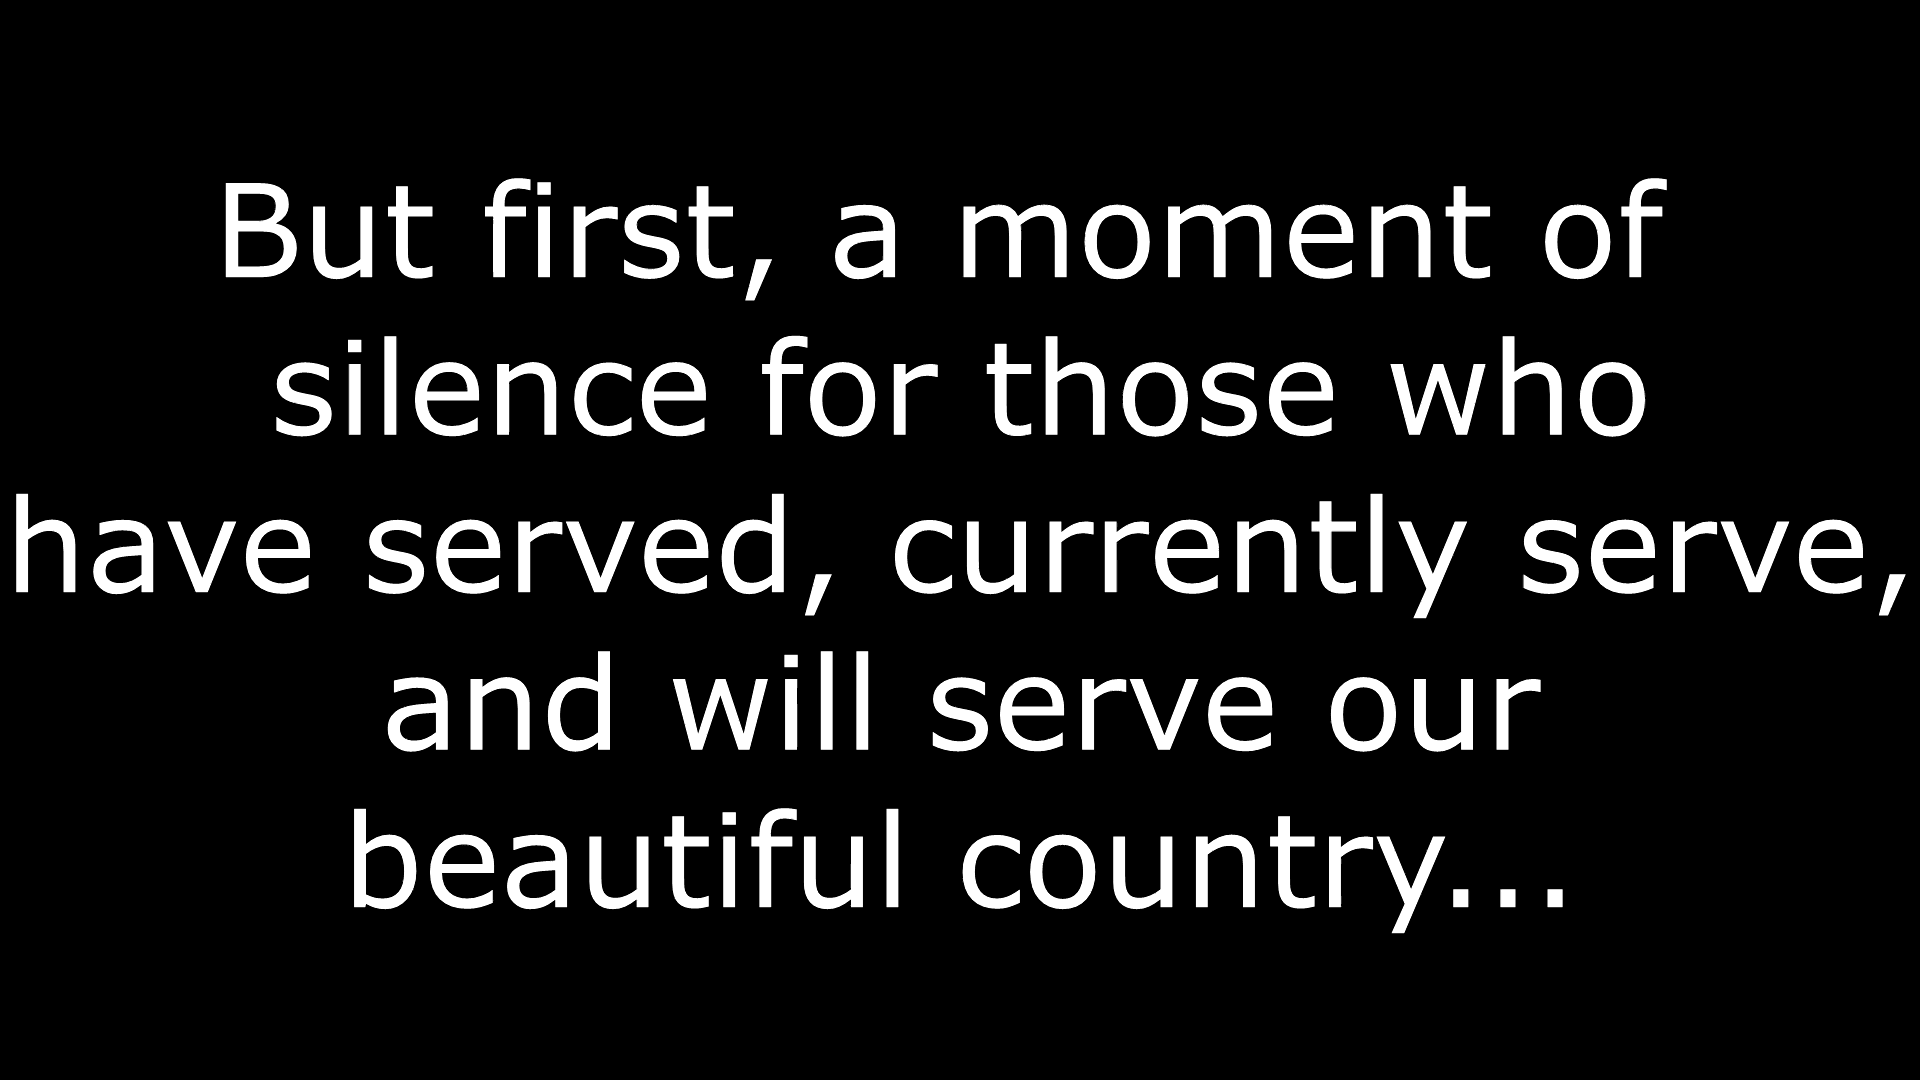 But first, a moment of
silence for those who
have served, currently serve,
and will serve our
beautiful country...